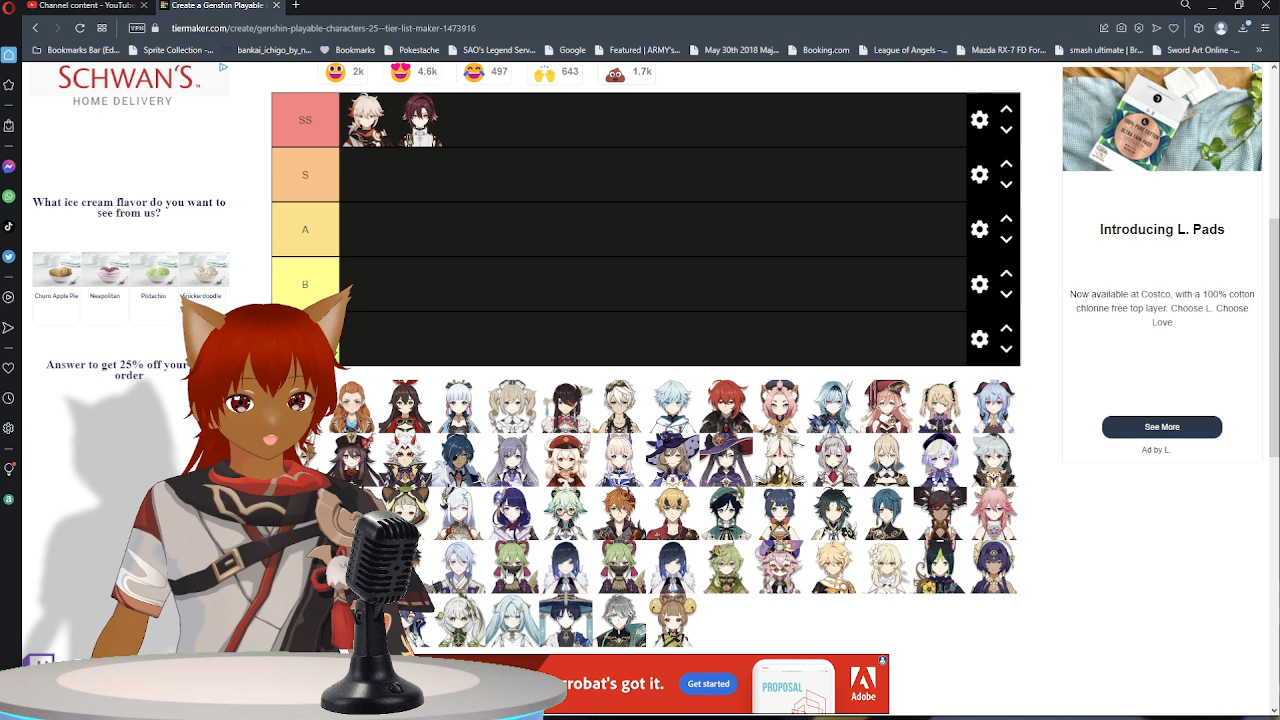 Channel content - YouTube
Create a Genshin Playable
VPN
tiermaker.com/create/genshin-playable-characters-25--tier-list-maker-1473916
Bookmarks Bar (Ed...
Sprite Collection -...
bankai_ichigo_by_n...
Bookmarks
Pokestache
SAO's Legend Serv...
Google
Featured | ARMY's...
May 30th 2018 Maj...
Booking.com
League of Angels -...
Mazda RX-7 FD For...
smash ultimate | Br...
Sword Art Online -...
SCHWAN'S
HOME DELIVERY
2k
4.6k
497
643
1.7k
SS
S
A
B
What ice cream flavor do you want to
see from us?
Churo Apple Pie
Neapolitan
Pistachio
Snickerdoodle
Answer to get 25% off your
order
Introducing L. Pads
Now available at Costco, with a 100% cotton
chlorine free top layer. Choose L. Choose
Love
See More
Ad by L.
crobat's got it.
Get started
PROPOSAL
Adobe